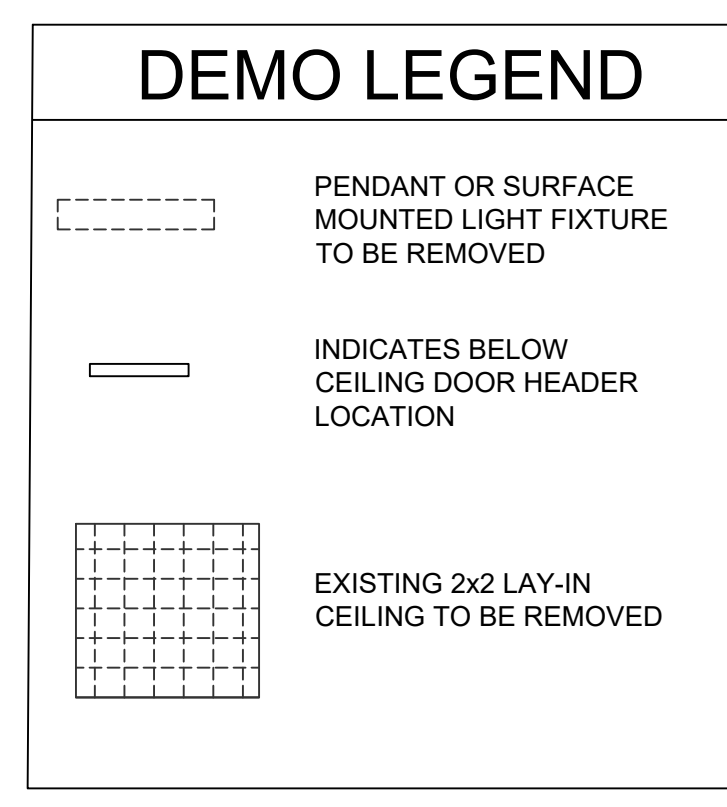 DEMO LEGEND
PENDANT OR SURFACE
MOUNTED LIGHT FIXTURE
TO BE REMOVED
INDICATES BELOW
CEILING DOOR HEADER
LOCATION
EXISTING 2x2 LAY-IN
CEILING TO BE REMOVED